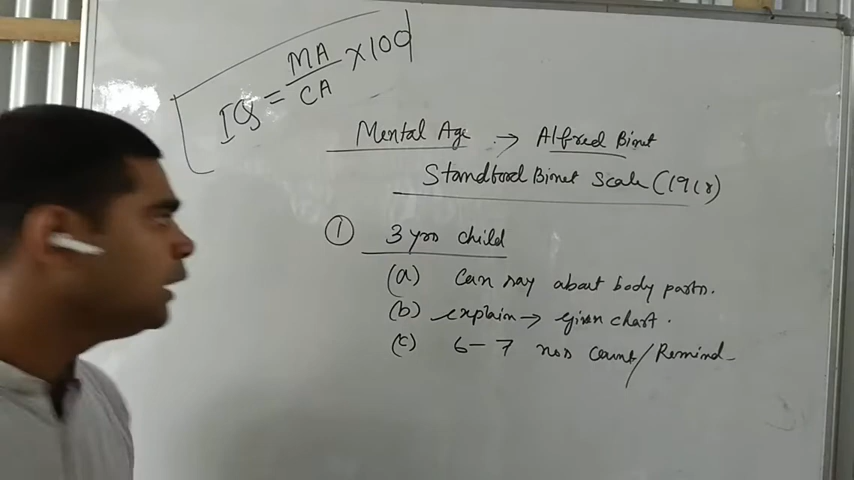 IQ = MA/CA ×100
Mental Age → Alfred Binet
Standford Binet Scale (1918)
① 3 yrs child
(a) Can say about body parts.
(b) explain → given chart.
(c) 6-7 nos count/Remind